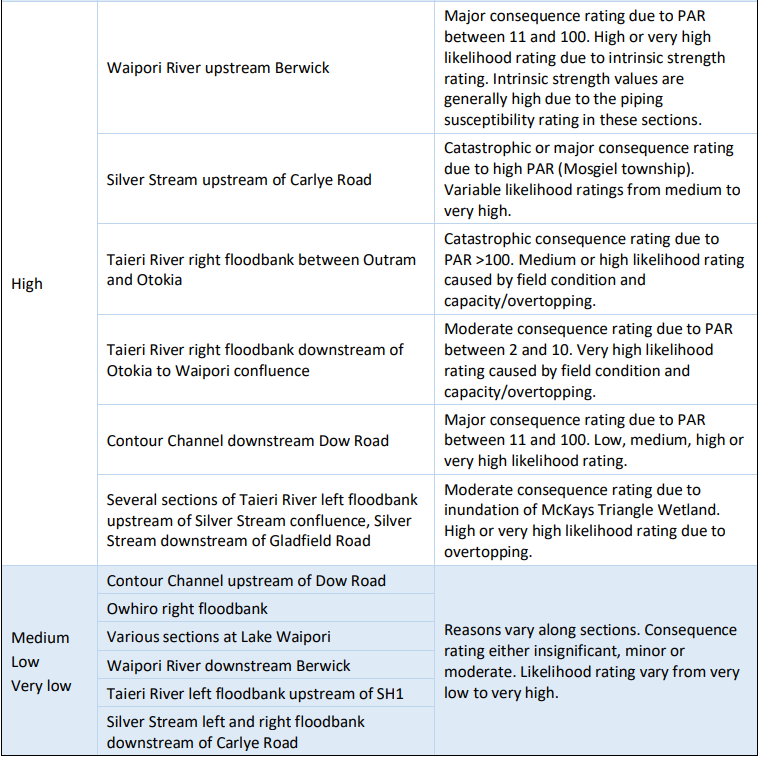 High
Waipori River upstream Berwick
Major consequence rating due to PAR
between 11 and 100. High or very high
likelihood rating due to intrinsic strength
rating. Intrinsic strength values are
generally high due to the piping
susceptibility rating in these sections.
Silver Stream upstream of Carlye Road
Catastrophic or major consequence rating
due to high PAR (Mosgiel township).
Variable likelihood ratings from medium to
very high.
Taieri River right floodbank between Outram
and Otokia
Catastrophic consequence rating due to
PAR >100. Medium or high likelihood rating
caused by field condition and
capacity/overtopping.
Taieri River right floodbank downstream of
Otokia to Waipori confluence
Moderate consequence rating due to PAR
between 2 and 10. Very high likelihood
rating caused by field condition and
capacity/overtopping.
Contour Channel downstream Dow Road
Major consequence rating due to PAR
between 11 and 100. Low, medium, high or
very high likelihood rating.
Several sections of Taieri River left floodbank
upstream of Silver Stream confluence, Silver
Stream downstream of Gladfield Road
Moderate consequence rating due to
inundation of McKays Triangle Wetland.
High or very high likelihood rating due to
overtopping.
Medium
Low
Very low
Contour Channel upstream of Dow Road
Owhiro right floodbank
Various sections at Lake Waipori
Waipori River downstream Berwick
Taieri River left floodbank upstream of SH1
Silver Stream left and right floodbank
downstream of Carlye Road
Reasons vary along sections. Consequence
rating either insignificant, minor or
moderate. Likelihood rating vary from very
low to very high.